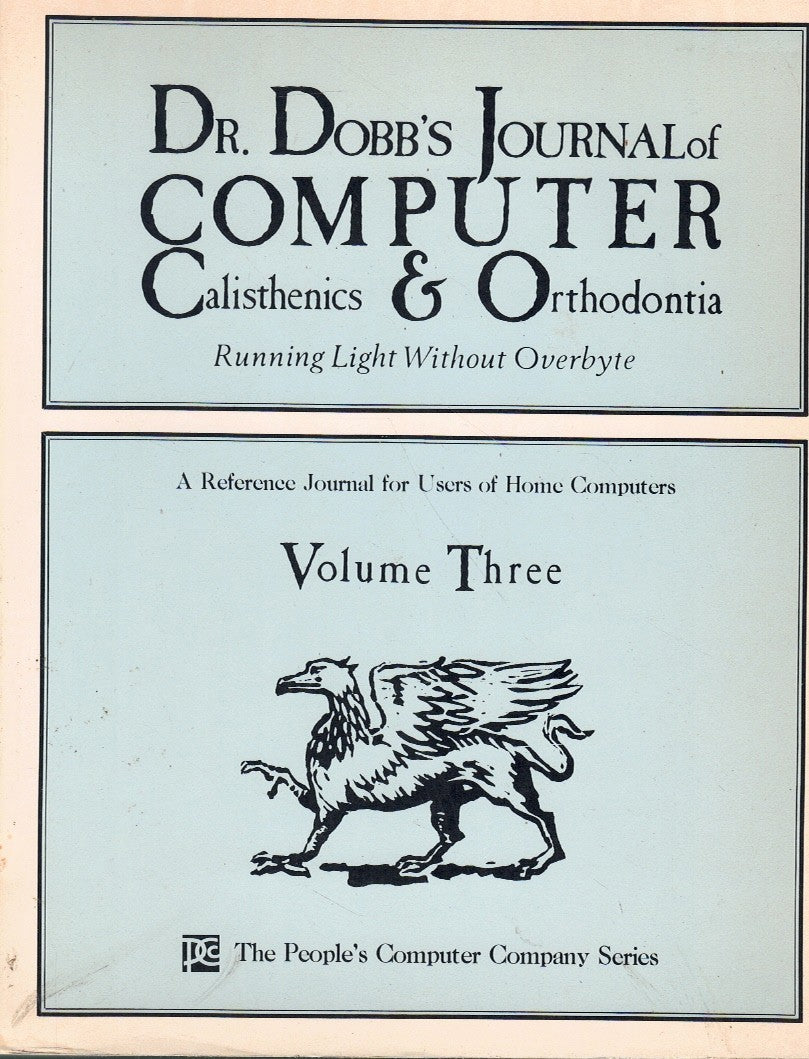 DR. DOBB'S JOURNAL of
COMPUTER
Calisthenics & Orthodontia
Running Light Without Overbyte
A Reference Journal for Users of Home Computers
Volume Three
pcc The People's Computer Company Series